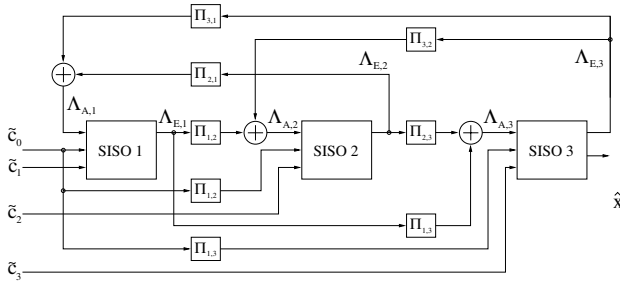 Π3,1
Π3,2
Π2,1
ΛE,2
ΛE,3
ΛA,1
ΛE,1
ΛA,2
ΛA,3
c̃0
SISO 1
Π1,2
SISO 2
Π2,3
SISO 3
c̃1
Π1,2
x̂
c̃2
Π1,3
Π1,3
c̃3